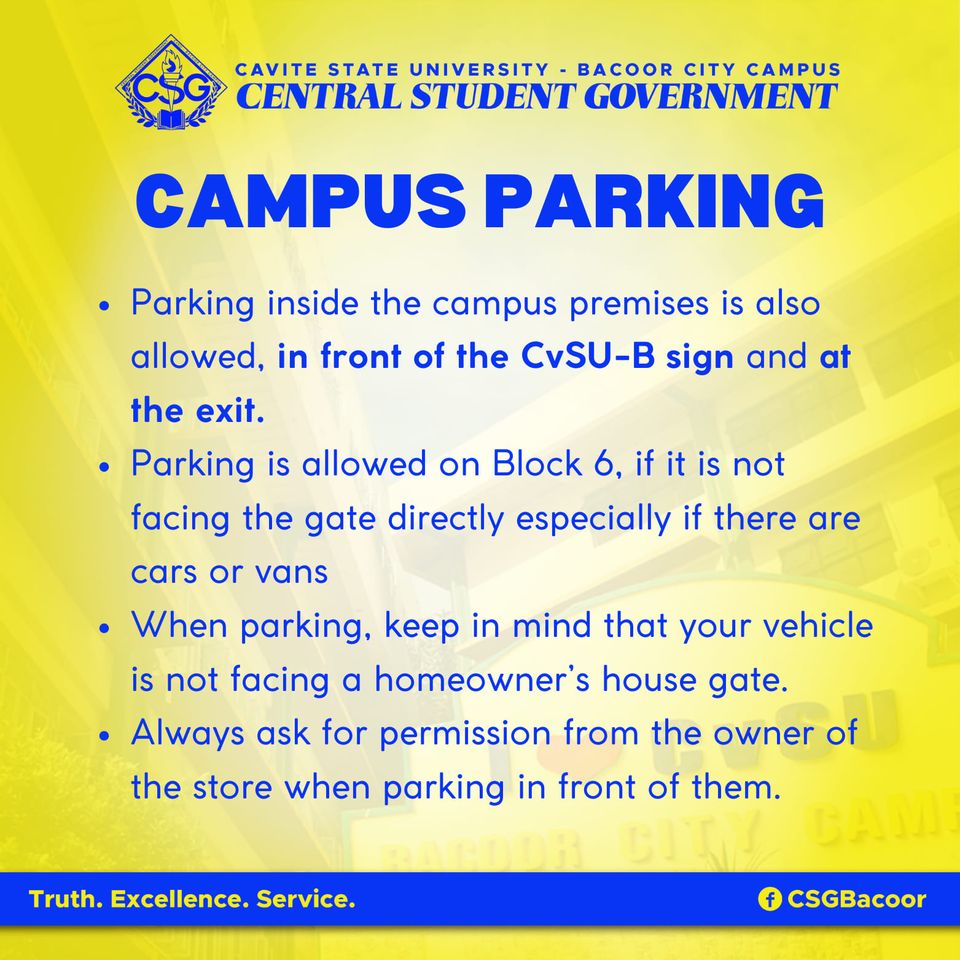 CSG
CAVITE STATE UNIVERSITY - BACOOR CITY CAMPUS
CENTRAL STUDENT GOVERNMENT
CAMPUS PARKING
• Parking inside the campus premises is also
allowed, in front of the CvSU-B sign and at
the exit.
• Parking is allowed on Block 6, if it is not
facing the gate directly especially if there are
cars or vans
• When parking, keep in mind that your vehicle
is not facing a homeowner's house gate.
• Always ask for permission from the owner of
the store when parking in front of them.
I CvSU
BACOOR CITY CAMP
Truth. Excellence. Service.
CSGBacoor